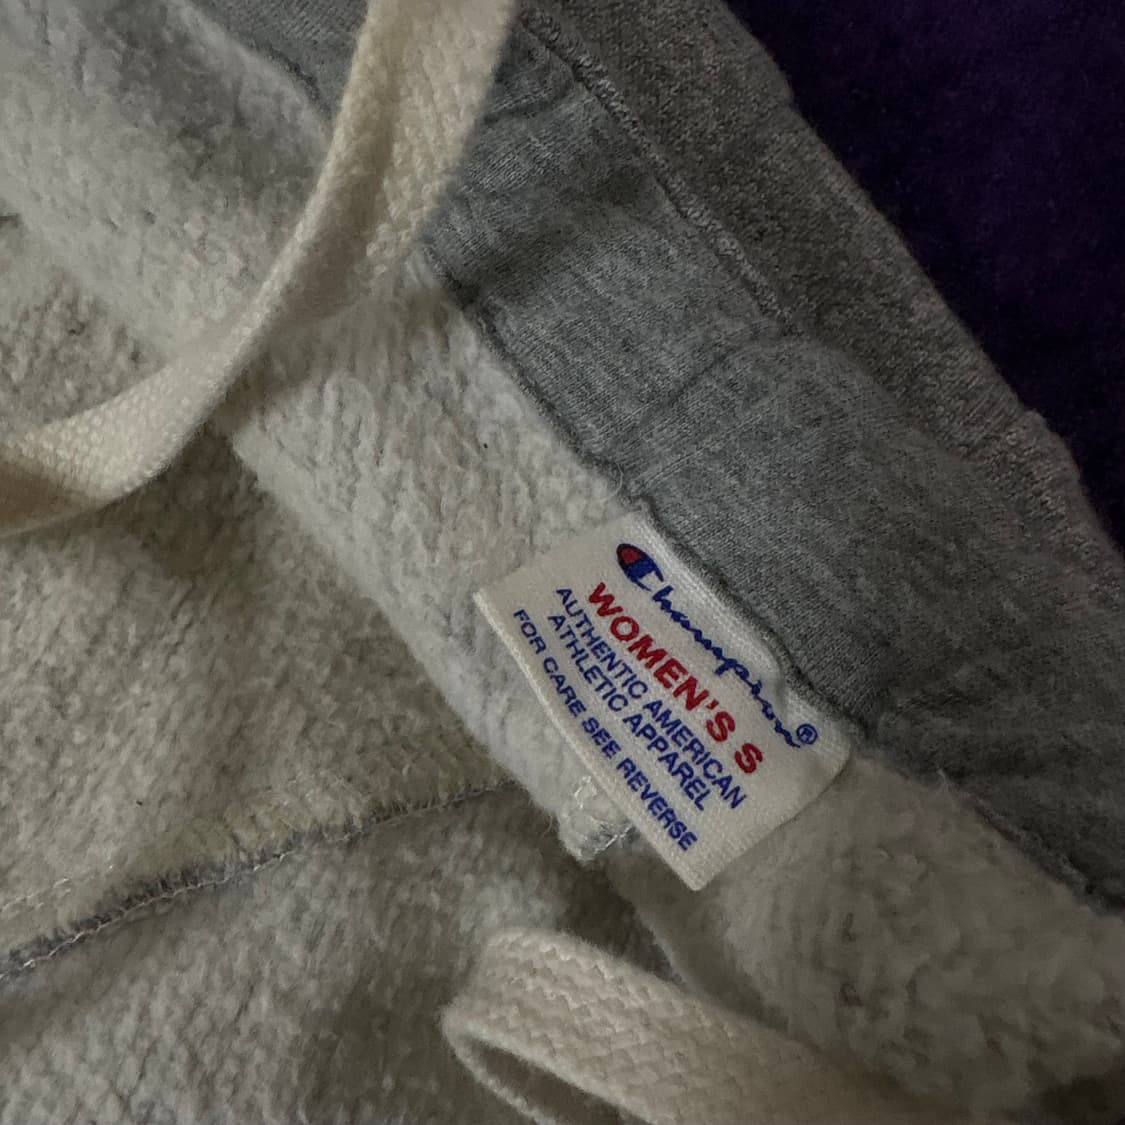 Champion®
WOMEN'S S
AUTHENTIC AMERICAN
ATHLETIC APPAREL
FOR CARE SEE REVERSE